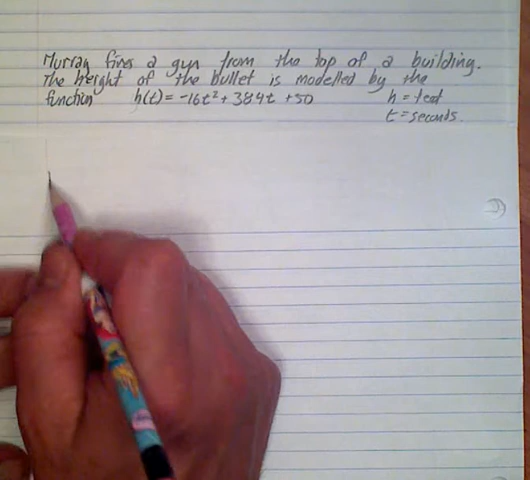 Murray fires a gun from the top of a building.
The height of the bullet is modelled by the
function h(t) = -16t² + 384t + 50 h = feet
t = seconds.